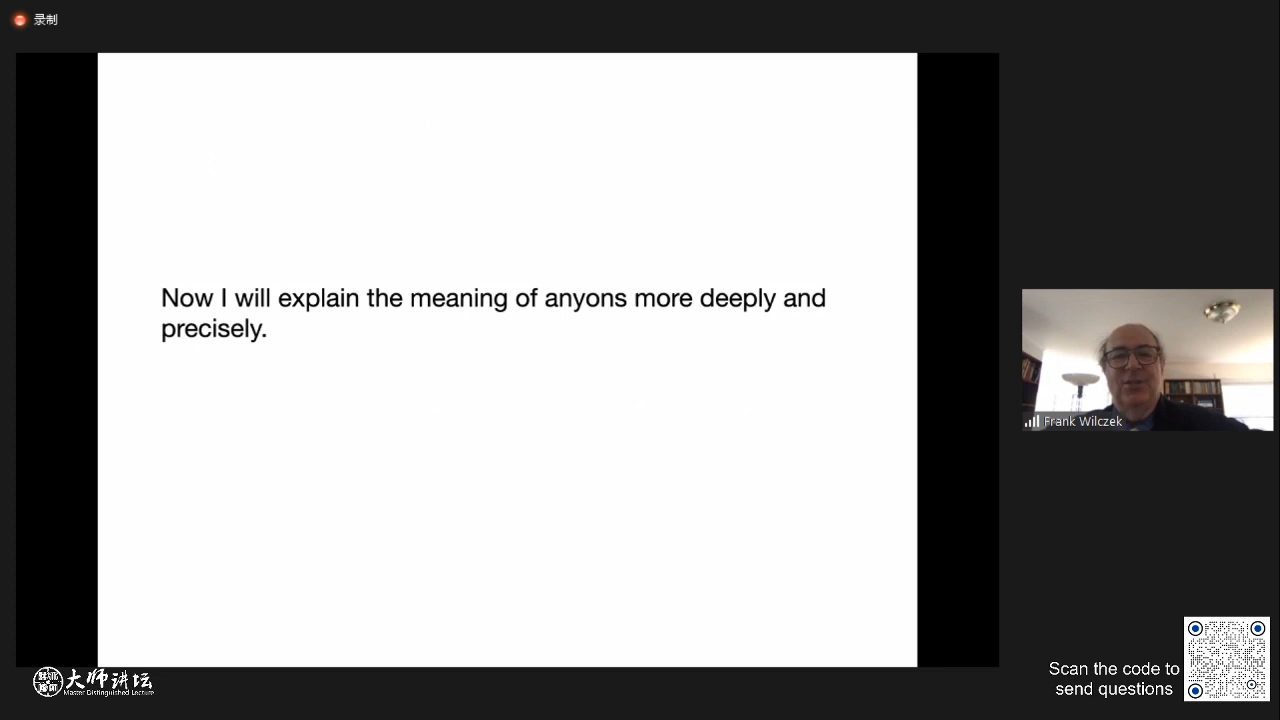 录制
Now I will explain the meaning of anyons more deeply and
precisely.
Frank Wilczek
大师讲坛
Master Distinguished Lecture
Scan the code to
send questions